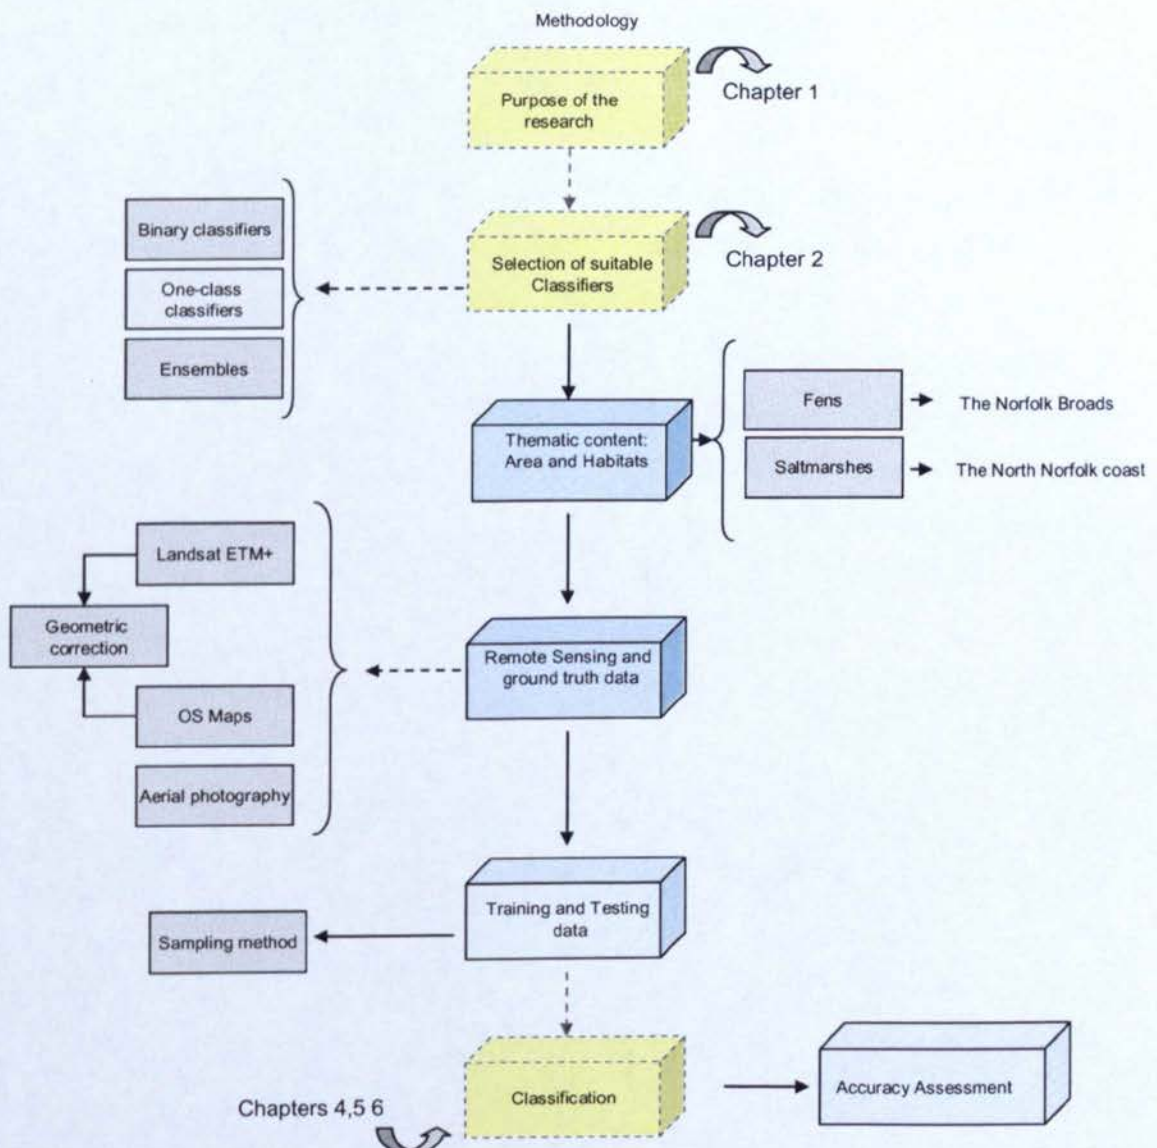 Methodology
Purpose of the
research
Chapter 1
Binary classifiers
One-class
classifiers
Ensembles
Selection of suitable
Classifiers
Chapter 2
Thematic content:
Area and Habitats
Fens
The Norfolk Broads
Saltmarshes
The North Norfolk coast
Landsat ETM+
Geometric
correction
OS Maps
Aerial photography
Remote Sensing and
ground truth data
Training and Testing
data
Sampling method
Classification
Accuracy Assessment
Chapters 4,5 6